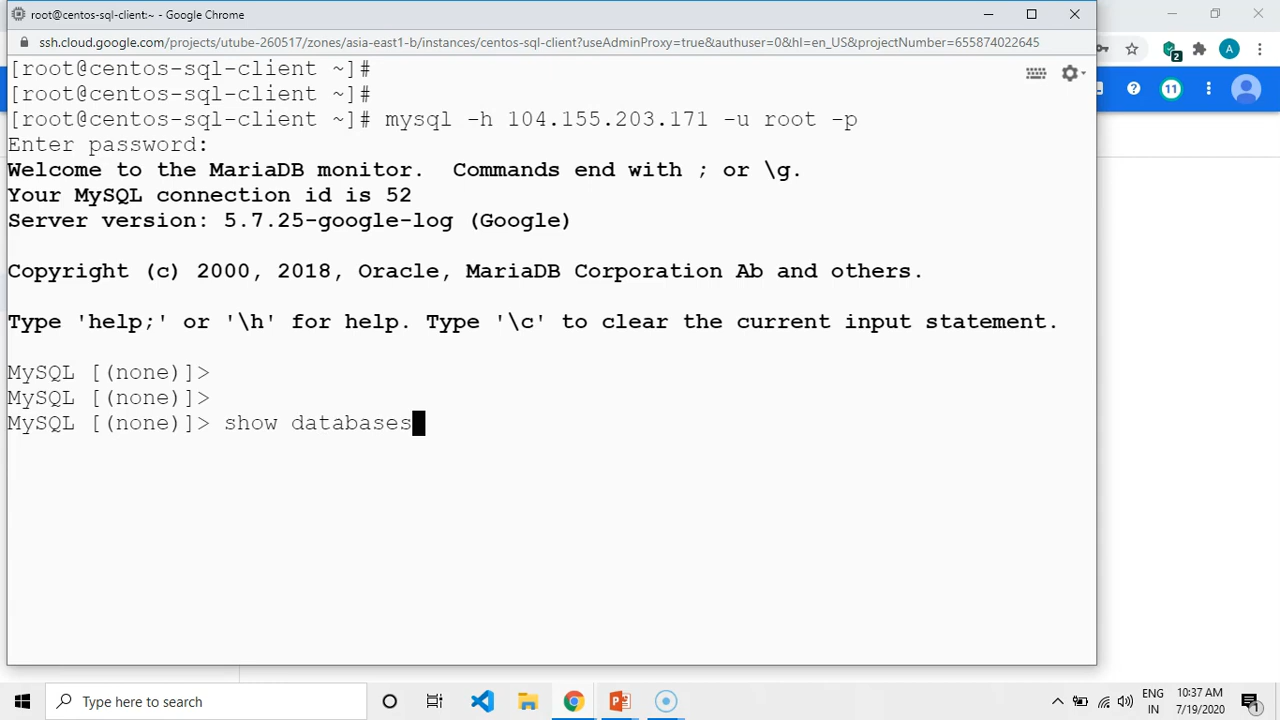 root@centos-sql-client:~ - Google Chrome
ssh.cloud.google.com/projects/utube-260517/zones/asia-east1-b/instances/centos-sql-client?useAdminProxy=true&authuser=0&hl=en_US&projectNumber=655874022645
[root@centos-sql-client ~]#
[root@centos-sql-client ~]#
[root@centos-sql-client ~]# mysql -h 104.155.203.171 -u root -p
Enter password:
Welcome to the MariaDB monitor.  Commands end with ; or \g.
Your MySQL connection id is 52
Server version: 5.7.25-google-log (Google)
Copyright (c) 2000, 2018, Oracle, MariaDB Corporation Ab and others.
Type 'help;' or '\h' for help. Type '\c' to clear the current input statement.
MySQL [(none)]>
MySQL [(none)]>
MySQL [(none)]> show databases
2
A
11
Type here to search
ENG
IN
10:37 AM
7/19/2020
1